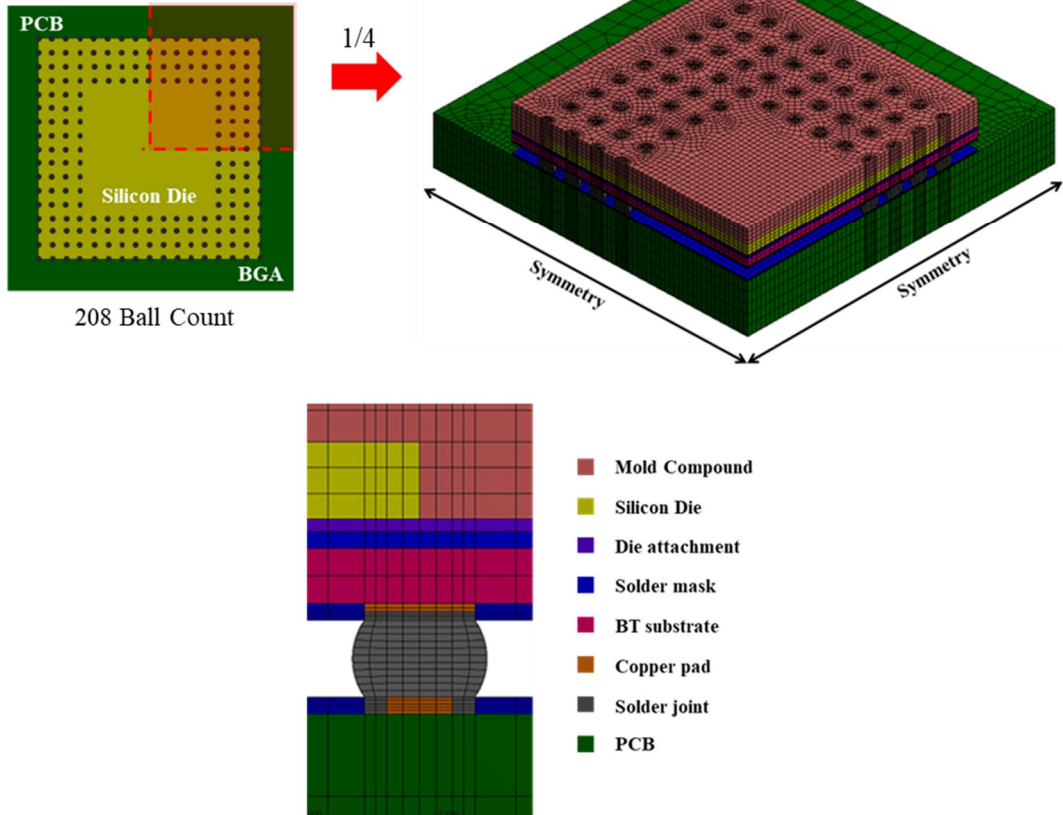 PCB
Silicon Die
BGA
208 Ball Count
1/4
Symmetry
Symmetry
Mold Compound
Silicon Die
Die attachment
Solder mask
BT substrate
Copper pad
Solder joint
PCB